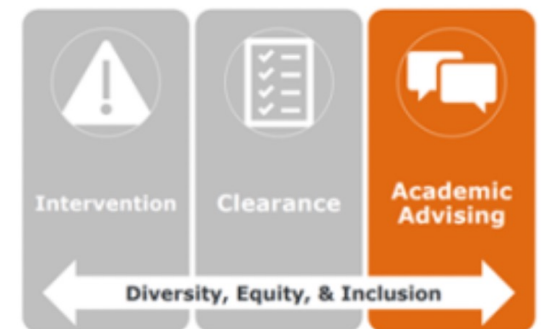 Intervention
Clearance
Academic
Advising
Diversity, Equity, & Inclusion